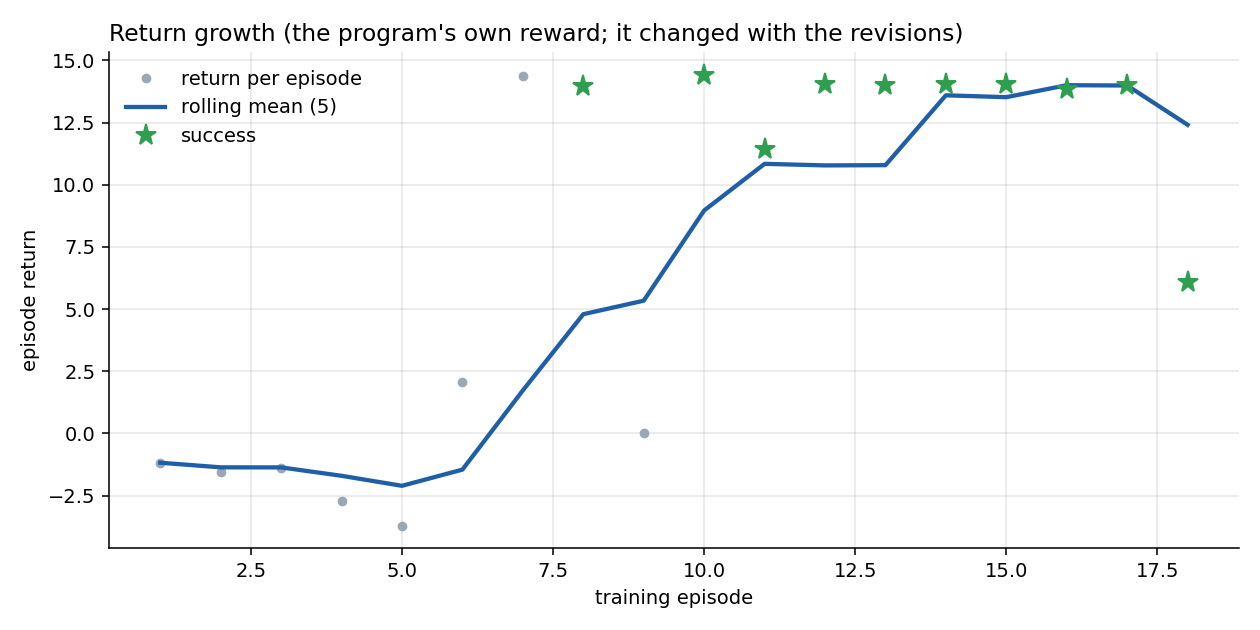 Return growth (the program's own reward; it changed with the revisions)
return per episode
rolling mean (5)
success
episode return
15.0
12.5
10.0
7.5
5.0
2.5
0.0
−2.5
2.5 5.0 7.5 10.0 12.5 15.0 17.5
training episode